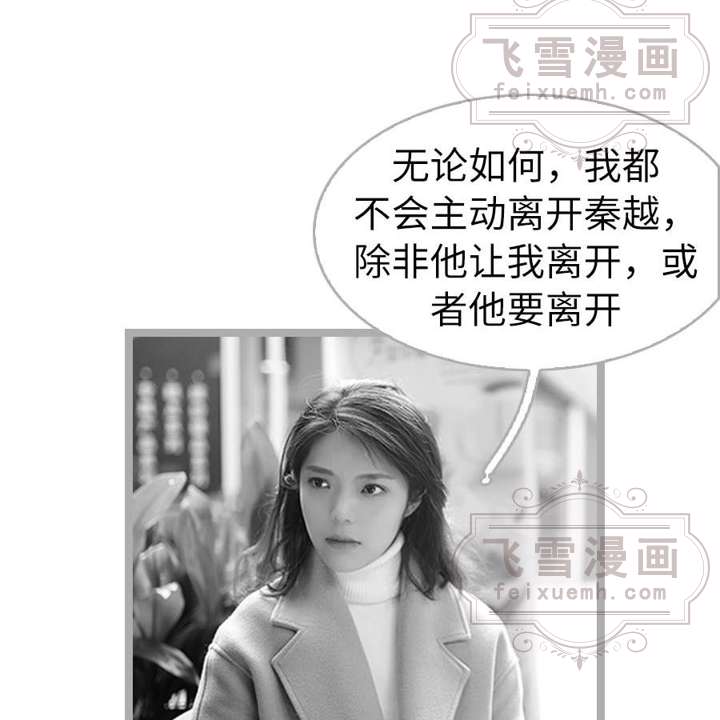 飞雪漫画
feixuemh.com
无论如何，我都
不会主动离开秦越，
除非他让我离开，或
者他要离开
飞雪漫画
feixuemh.com